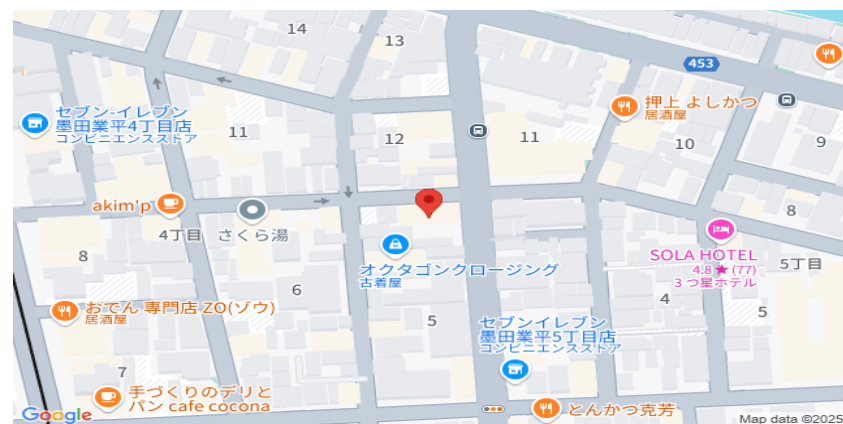 14
13
453
押上 よしかつ
居酒屋
セブン-イレブン
墨田業平4丁目店
コンビニエンスストア
11
12
11
10
9
akim'p
4丁目
さくら湯
8
8
SOLA HOTEL
4.8★(77)
3 つ星ホテル
5丁目
オクタゴンクロージング
古着屋
6
5
4
5
おでん 専門店 ZO(ゾウ)
居酒屋
セブンイレブン
墨田業平5丁目店
コンビニエンスストア
7
手づくりのデリと
パン cafe cocona
とんかつ克芳
Google
Map data ©2025